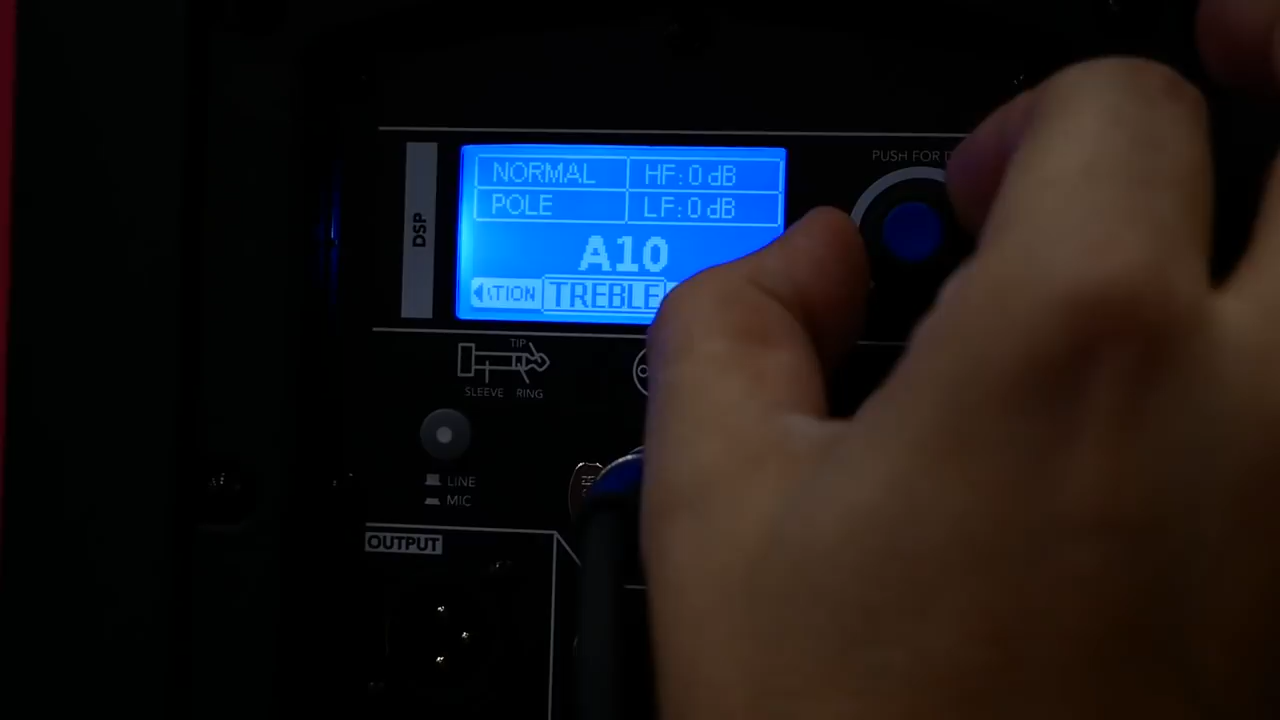 PUSH FOR D
DSP
NORMAL HF: 0 dB
POLE LF: 0 dB
A10
TREBLE
TIP
SLEEVE RING
LINE
MIC
OUTPUT